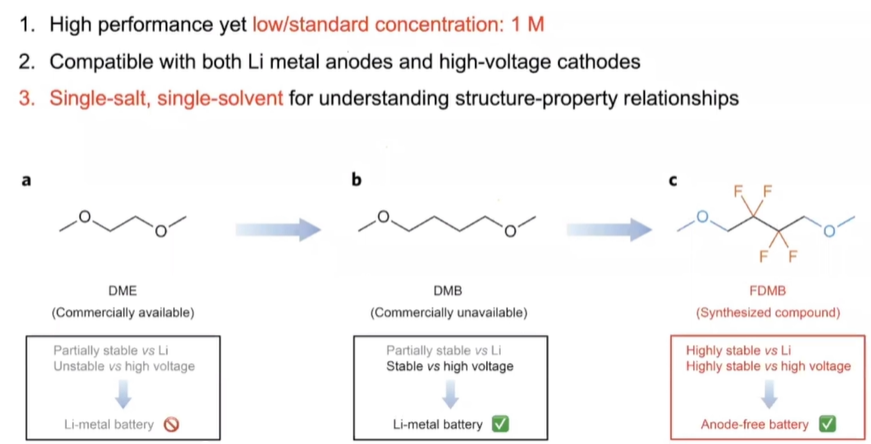 1. High performance yet low/standard concentration: 1 M
2. Compatible with both Li metal anodes and high-voltage cathodes
3. Single-salt, single-solvent for understanding structure-property relationships
a
b
c
O
O
O
O
F F
O
O
F F
DME
(Commercially available)
DMB
(Commercially unavailable)
FDMB
(Synthesized compound)
Partially stable vs Li
Unstable vs high voltage
Li-metal battery
Partially stable vs Li
Stable vs high voltage
Li-metal battery
Highly stable vs Li
Highly stable vs high voltage
Anode-free battery